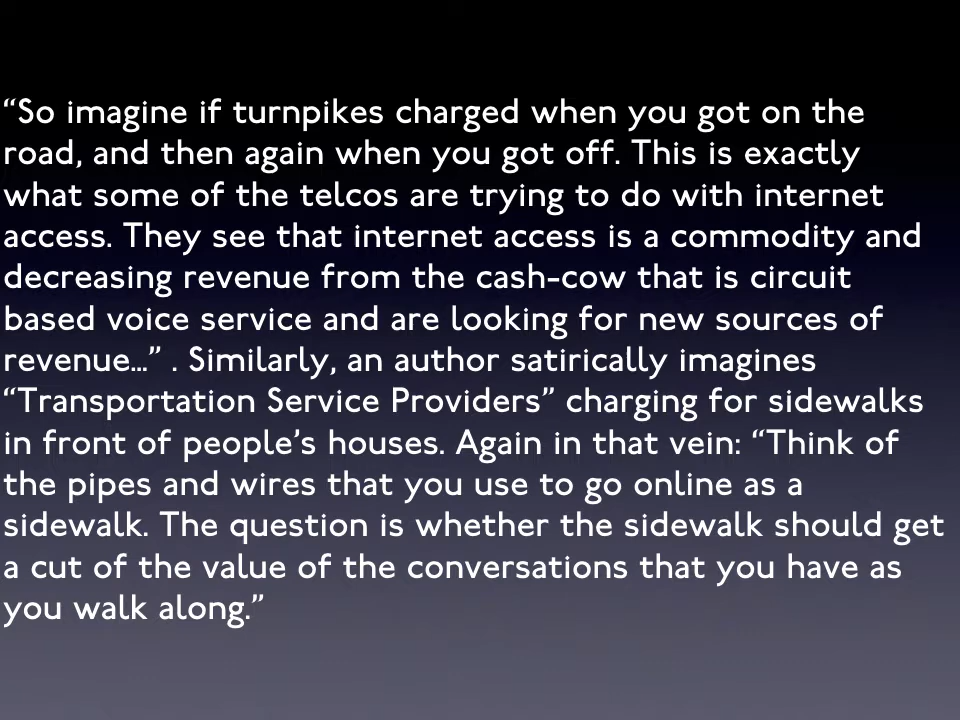 “So imagine if turnpikes charged when you got on the
road, and then again when you got off. This is exactly
what some of the telcos are trying to do with internet
access. They see that internet access is a commodity and
decreasing revenue from the cash-cow that is circuit
based voice service and are looking for new sources of
revenue...” . Similarly, an author satirically imagines
“Transportation Service Providers” charging for sidewalks
in front of people’s houses. Again in that vein: “Think of
the pipes and wires that you use to go online as a
sidewalk. The question is whether the sidewalk should get
a cut of the value of the conversations that you have as
you walk along.”